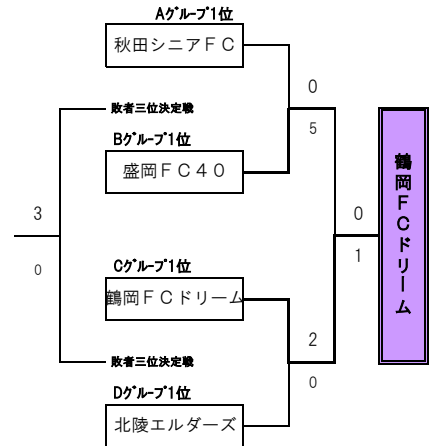 Aグループ1位
秋田シニアＦＣ
0
敗者三位決定戦
5
Bグループ1位
盛岡ＦＣ４０
鶴岡ＦＣドリーム
3
0
0
1
Cグループ1位
鶴岡ＦＣドリーム
2
敗者三位決定戦
0
Dグループ1位
北陵エルダーズ